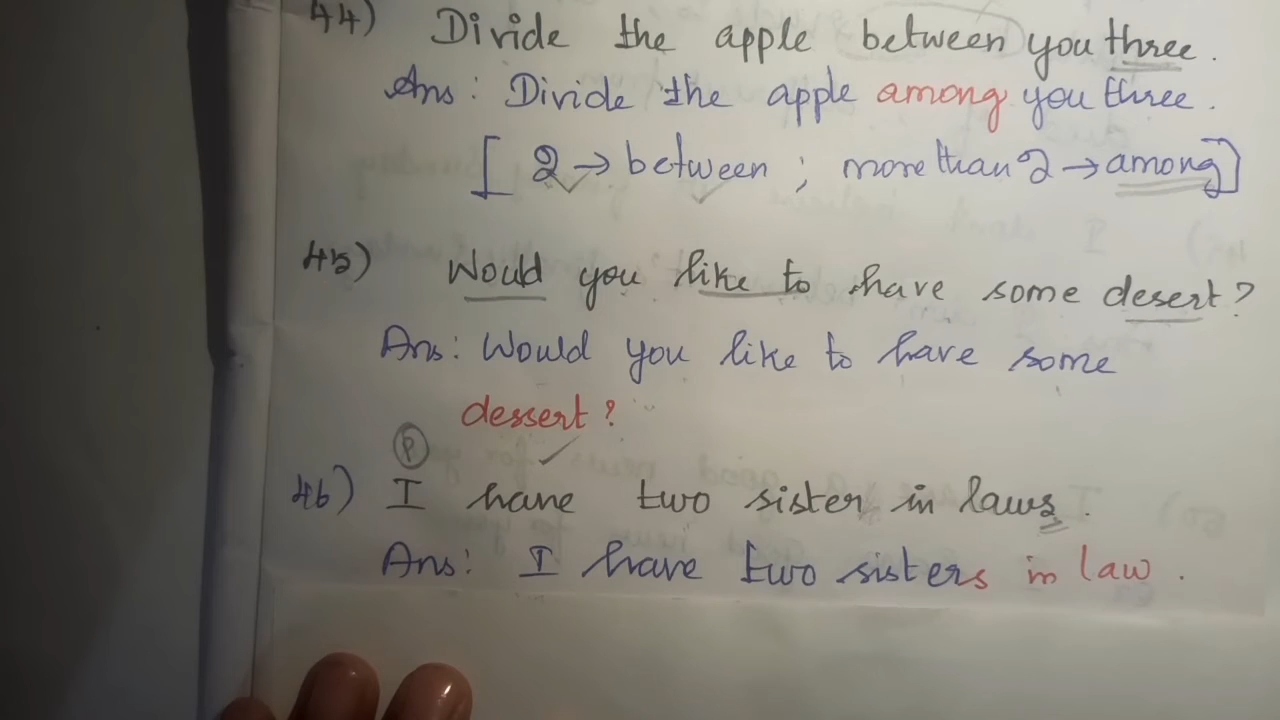 44) Divide the apple between you three.
Ans: Divide the apple among you three.
[2 → between; more than 2 → among]
45) Would you like to have some desert?
Ans: Would you like to have some
dessert?
P
46) I have two sister in laws.
Ans: I have two sisters in law.